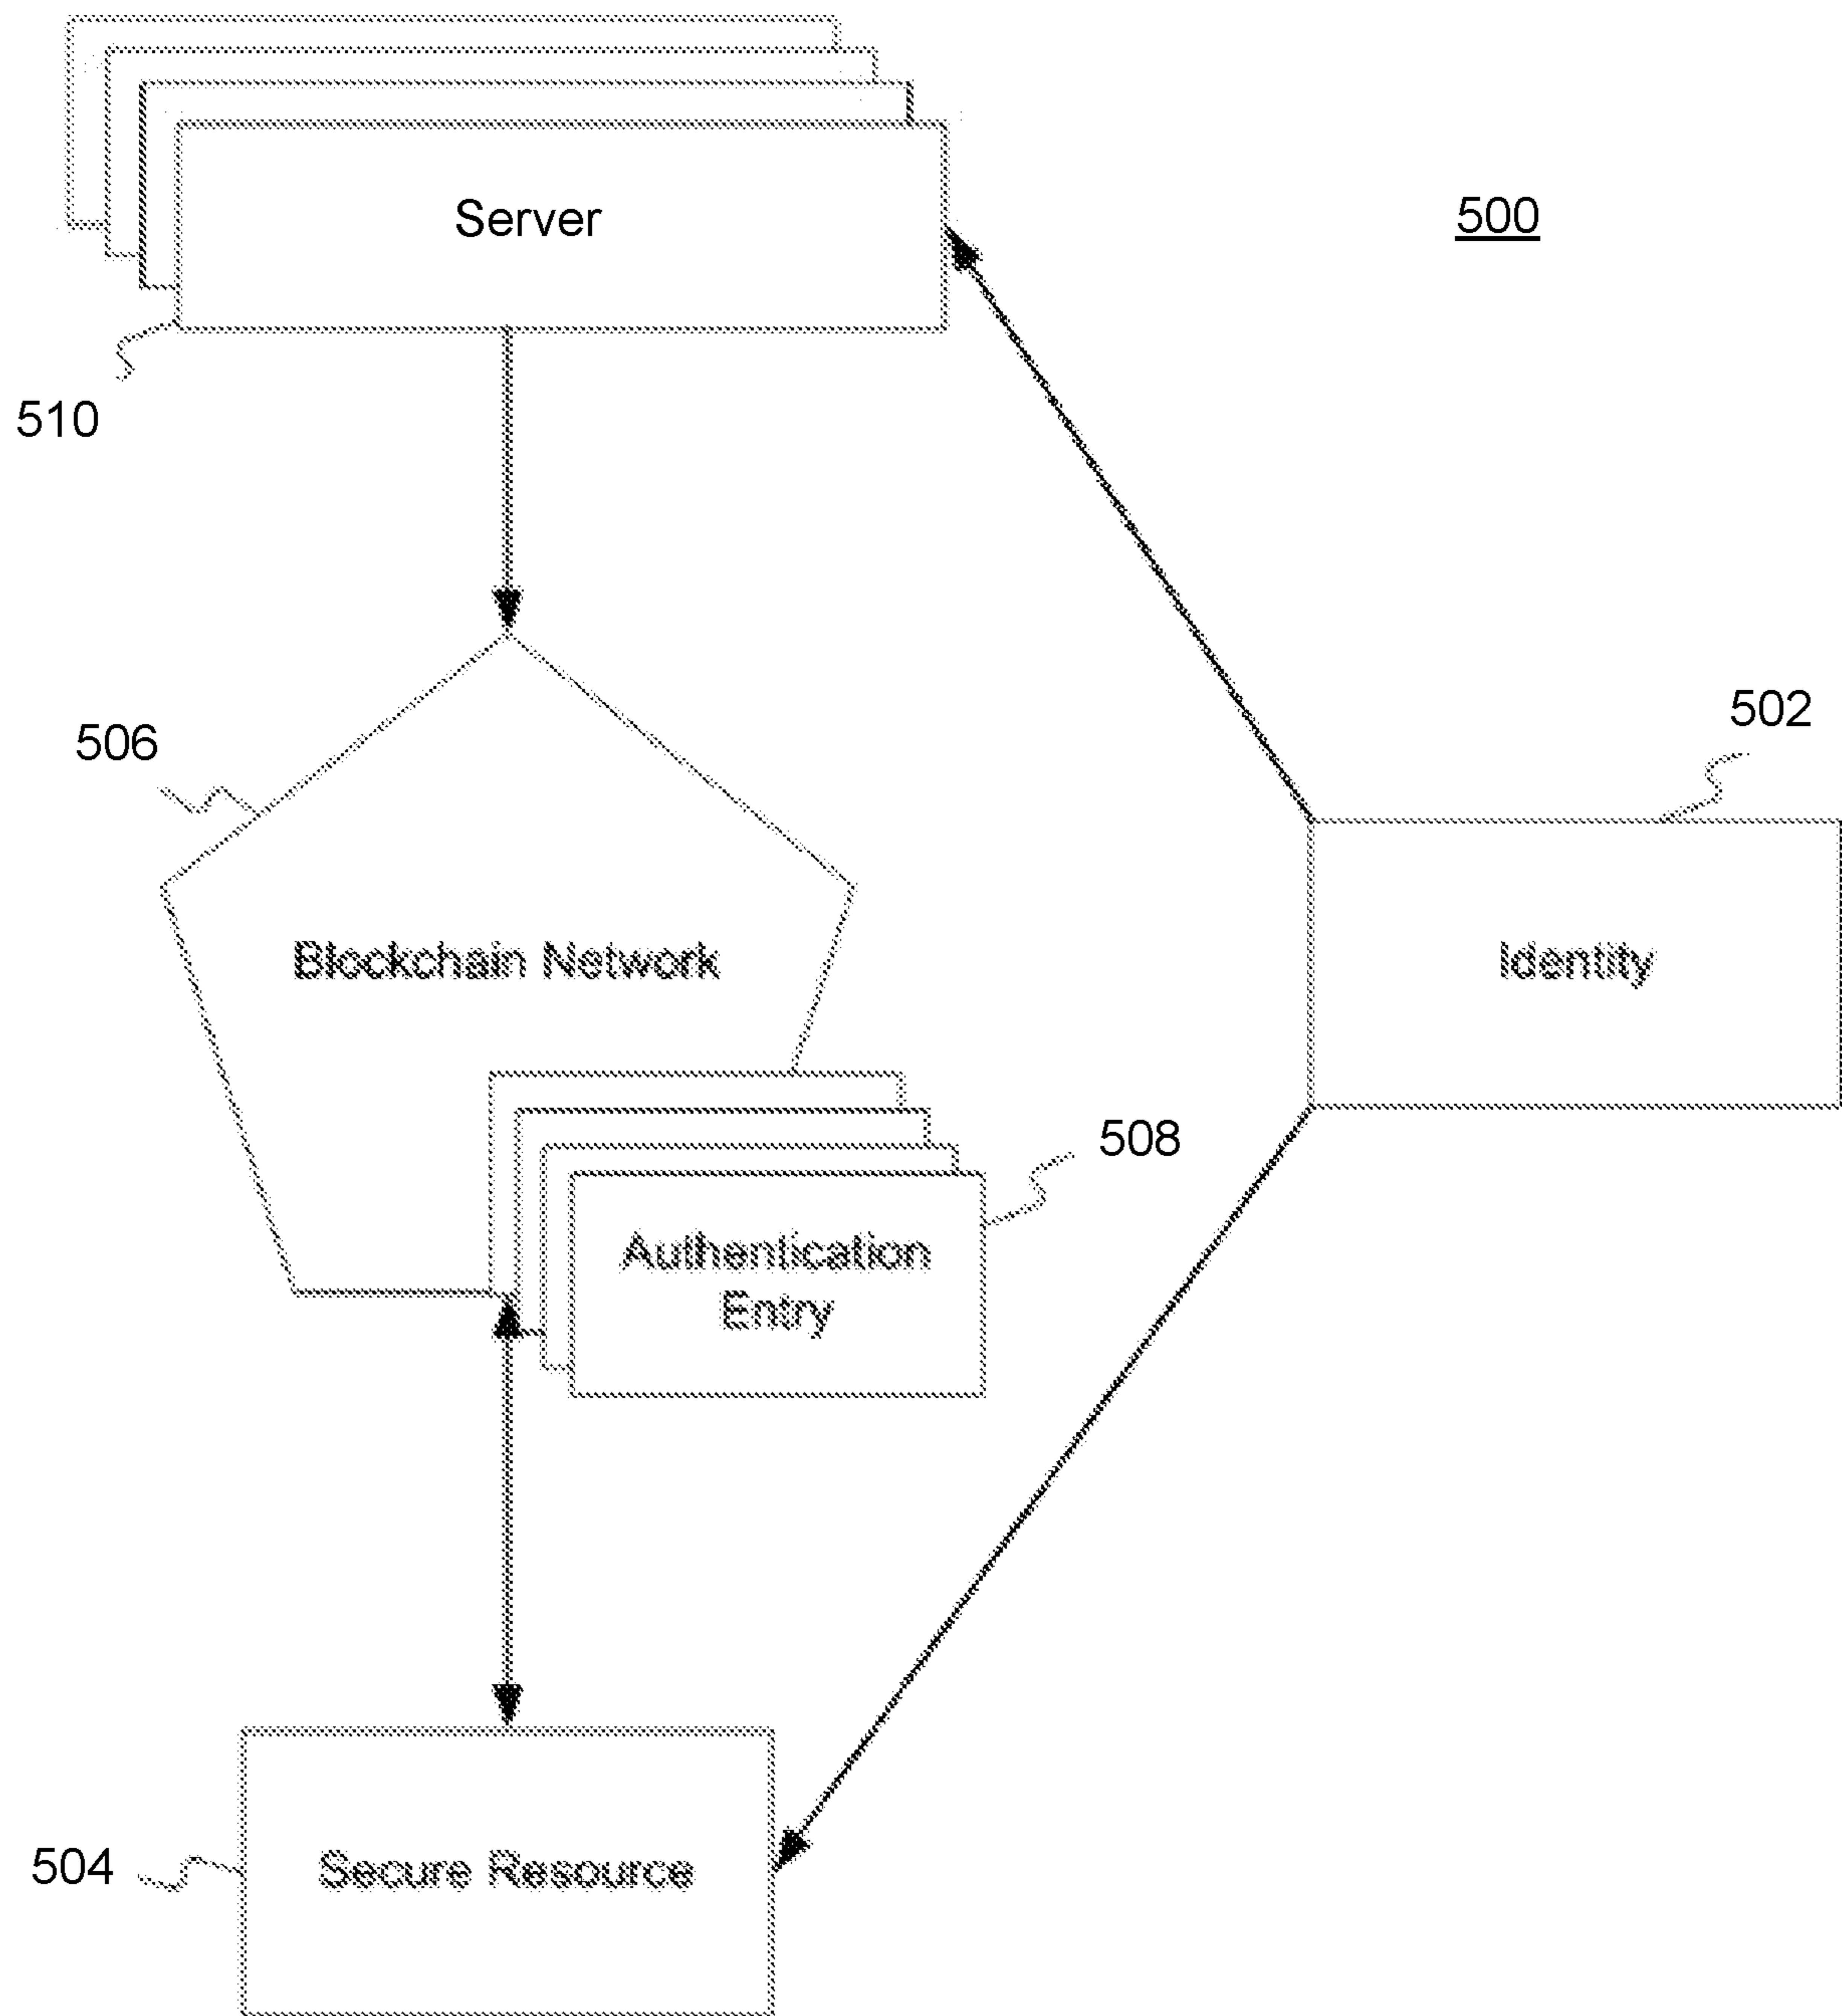 Server
500
510
506
502
Blockchain Network
Identity
508
Authentication
Entry
504
Secure Resource